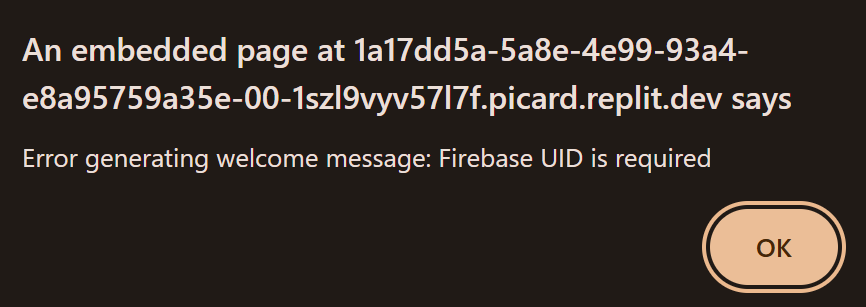 An embedded page at 1a17dd5a-5a8e-4e99-93a4-
e8a95759a35e-00-1szl9vyv57l7f.picard.replit.dev says
Error generating welcome message: Firebase UID is required
OK